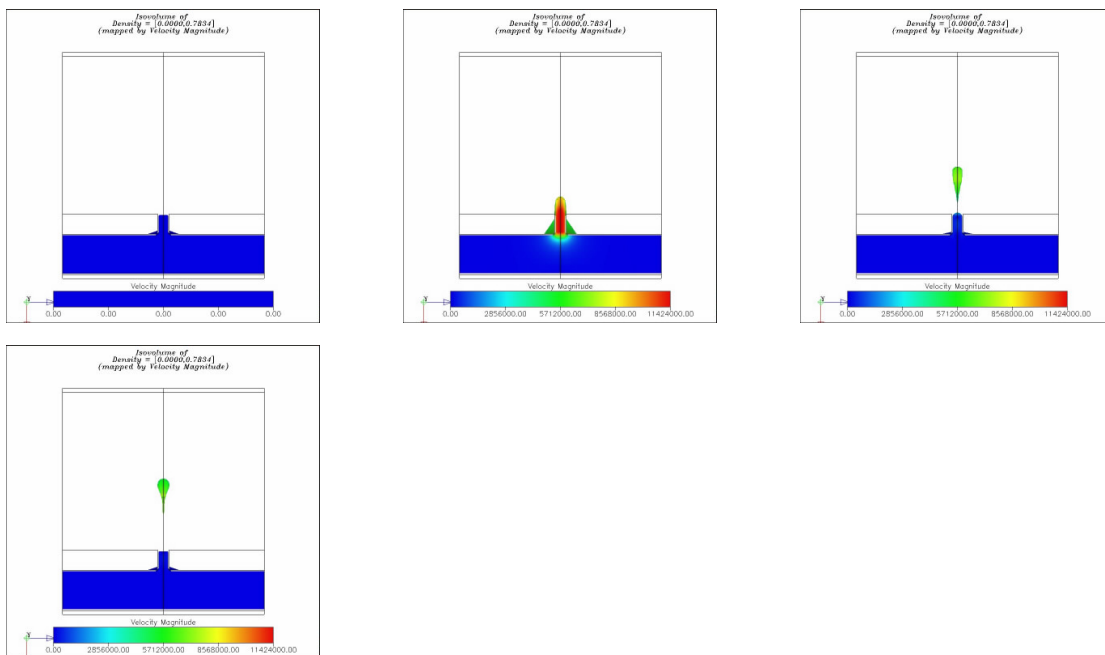 Isovolume of
Density = [0.0000,0.7834]
(mapped by Velocity Magnitude)
Velocity Magnitude
0.00 0.00 0.00 0.00 0.00
Isovolume of
Density = [0.0000,0.7834]
(mapped by Velocity Magnitude)
Velocity Magnitude
0.00 2856000.00 5712000.00 8568000.00 11424000.00
Isovolume of
Density = [0.0000,0.7834]
(mapped by Velocity Magnitude)
Velocity Magnitude
0.00 2856000.00 5712000.00 8568000.00 11424000.00
Isovolume of
Density = [0.0000,0.7834]
(mapped by Velocity Magnitude)
Velocity Magnitude
0.00 2856000.00 5712000.00 8568000.00 11424000.00